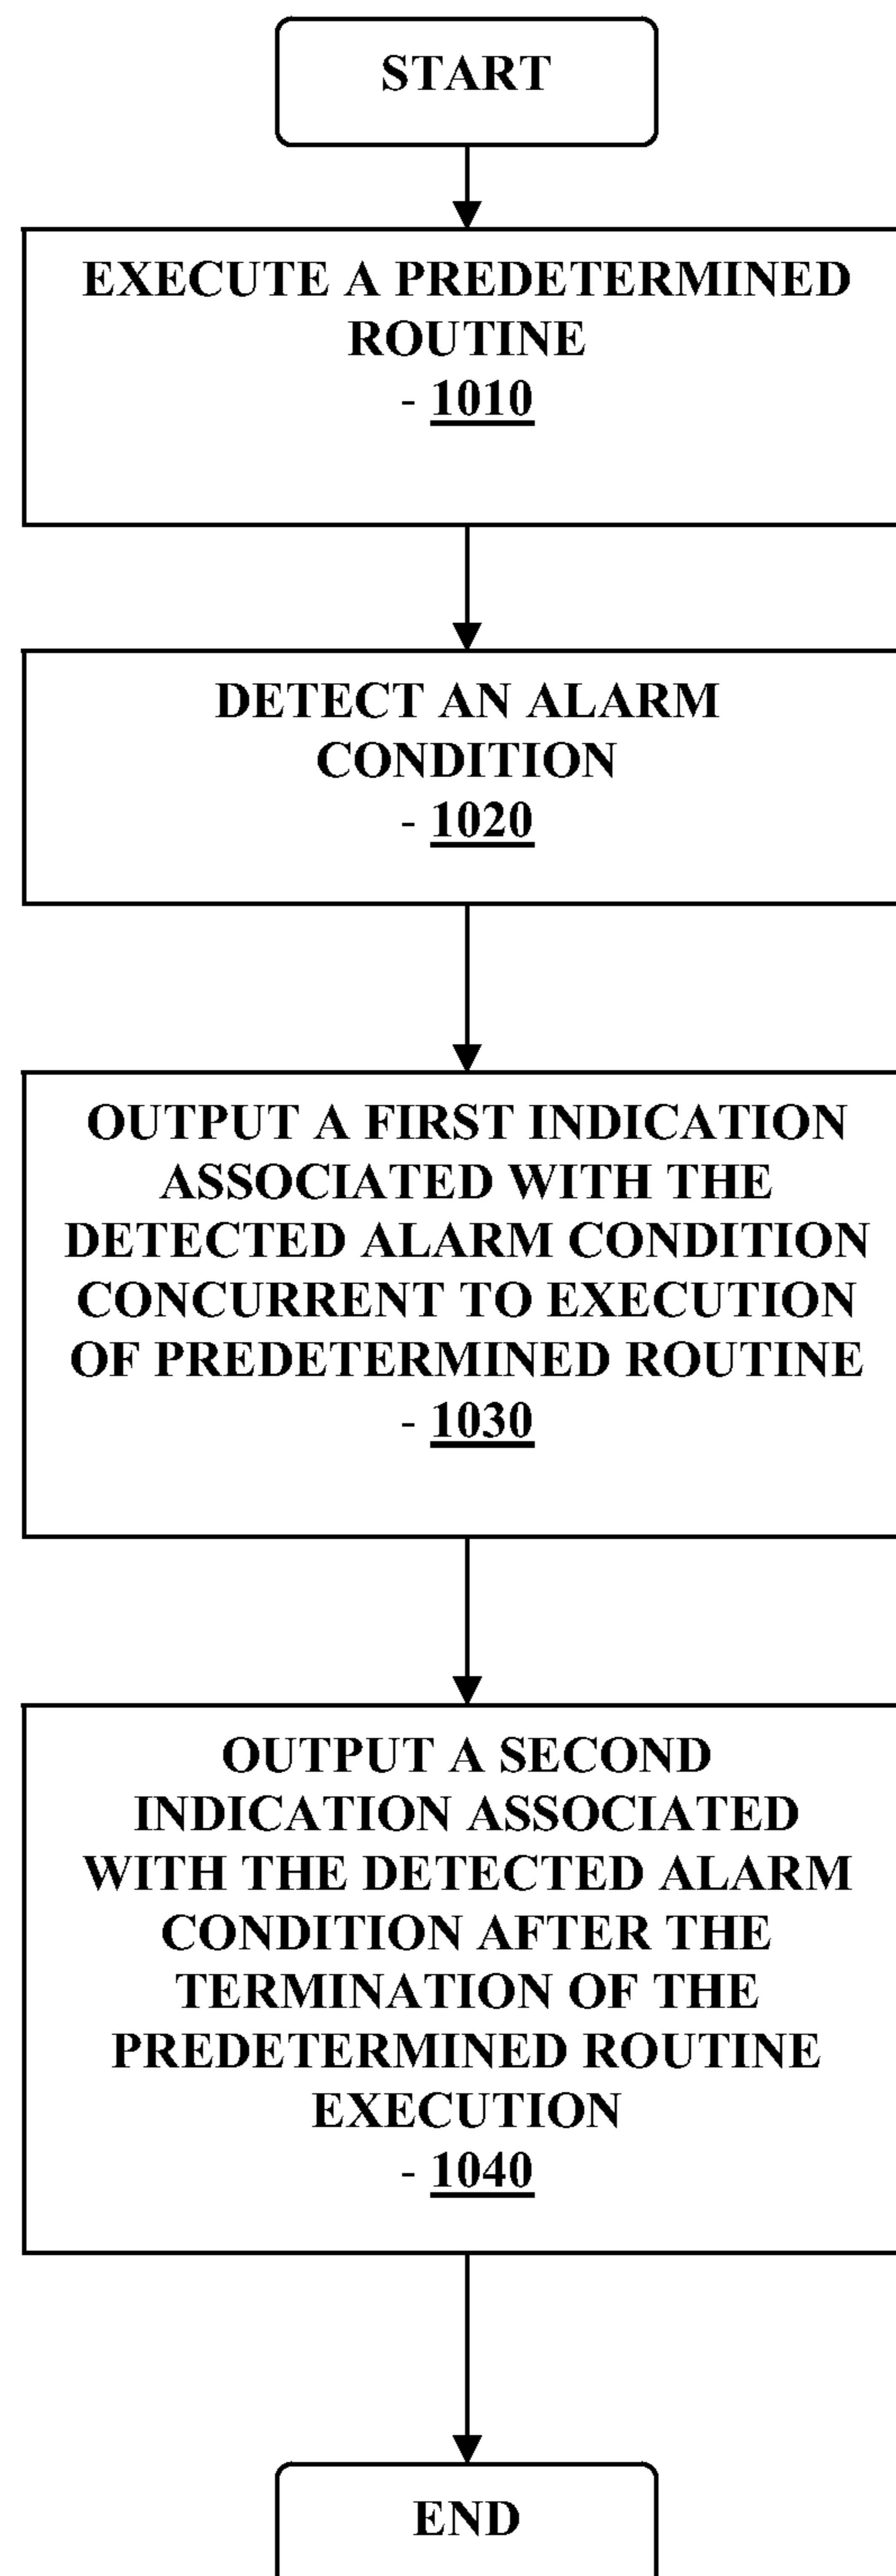 START
EXECUTE A PREDETERMINED
ROUTINE
- 1010
DETECT AN ALARM
CONDITION
- 1020
OUTPUT A FIRST INDICATION
ASSOCIATED WITH THE
DETECTED ALARM CONDITION
CONCURRENT TO EXECUTION
OF PREDETERMINED ROUTINE
- 1030
OUTPUT A SECOND
INDICATION ASSOCIATED
WITH THE DETECTED ALARM
CONDITION AFTER THE
TERMINATION OF THE
PREDETERMINED ROUTINE
EXECUTION
- 1040
END